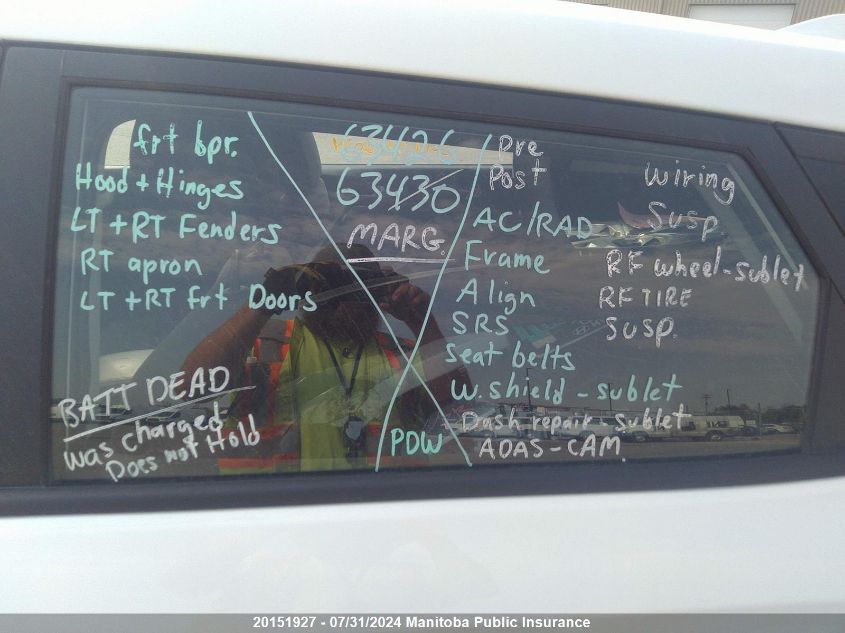 frt bpr.
Hood + Hinges
LT + RT Fenders
RT apron
LT + RT frt Doors
BATT DEAD
was charged
Does not Hold
63426
63430
MARG.
PDW
Pre
Post
AC/RAD
Frame
Align
SRS
Seat belts
W. shield - sublet
Dash repair - sublet
ADAS - CAM.
Wiring
Susp
RF wheel - sublet
RF TIRE
Susp.
20151927 - 07/31/2024 Manitoba Public Insurance